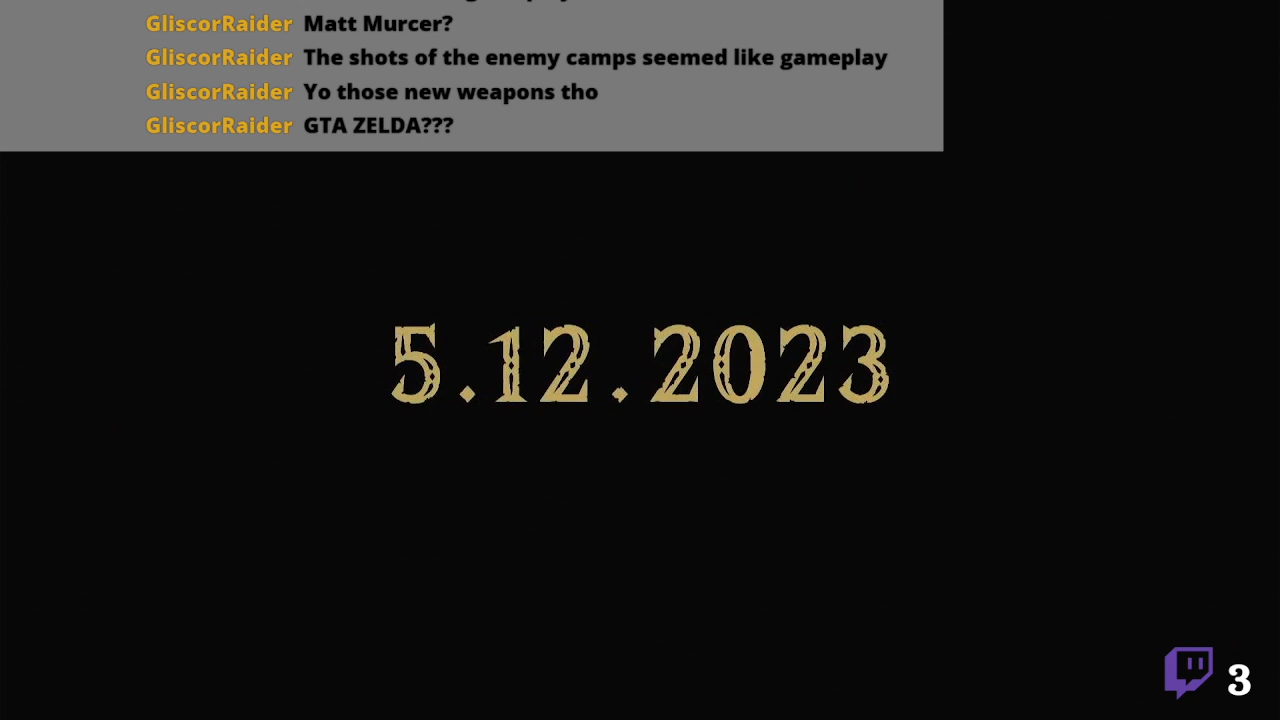 GliscorRaider Matt Murcer?
GliscorRaider The shots of the enemy camps seemed like gameplay
GliscorRaider Yo those new weapons tho
GliscorRaider GTA ZELDA???
5.12.2023
3